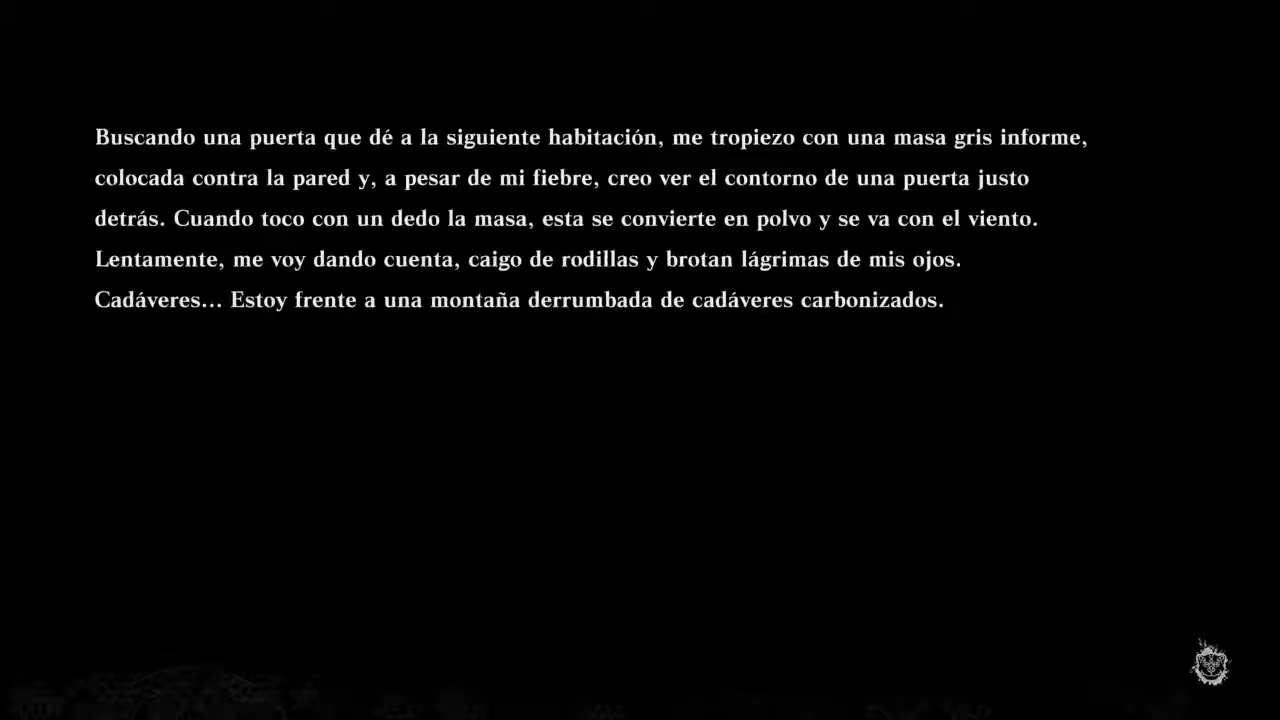 Buscando una puerta que dé a la siguiente habitación, me tropiezo con una masa gris informe,
colocada contra la pared y, a pesar de mi fiebre, creo ver el contorno de una puerta justo
detrás. Cuando toco con un dedo la masa, esta se convierte en polvo y se va con el viento.
Lentamente, me voy dando cuenta, caigo de rodillas y brotan lágrimas de mis ojos.
Cadáveres... Estoy frente a una montaña derrumbada de cadáveres carbonizados.